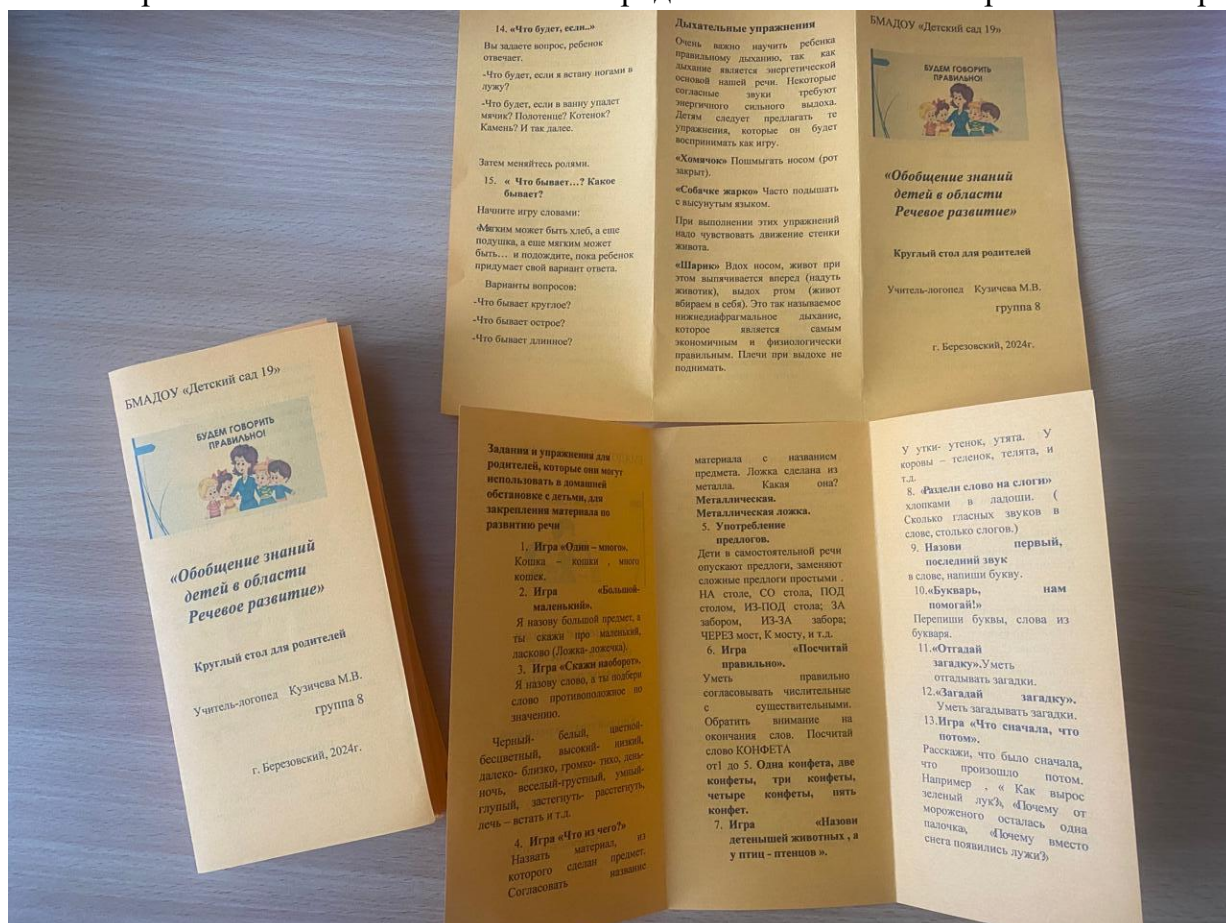 14. «Что будет, если..»
Вы задаете вопрос, ребенок
отвечает.
-Что будет, если я встану ногами в
лужу?
-Что будет, если в ванну упадет
мячик? Полотенце? Котенок?
Камень? И так далее.
Затем меняйтесь ролями.
15. « Что бывает…? Какое
бывает?
Начните игру словами:
«Мягким может быть хлеб, а еще
подушка, а еще мягким может
быть… и подождите, пока ребенок
придумает свой вариант ответа.
Варианты вопросов:
-Что бывает круглое?
-Что бывает острое?
-Что бывает длинное?
Дыхательные упражнения
Очень важно научить ребенка
правильному дыханию, так как
дыхание является энергетической
основой нашей речи. Некоторые
согласные звуки требуют
энергичного сильного выдоха.
Детям следует предлагать те
упражнения, которые он будет
воспринимать как игру.
«Хомячок» Пошмыгать носом (рот
закрыт).
«Собачке жарко» Часто подышать
с высунутым языком.
При выполнении этих упражнений
надо чувствовать движение стенки
живота.
«Шарик» Вдох носом, живот при
этом выпячивается вперед (надуть
животик), выдох ртом (живот
вбираем в себя). Это так называемое
нижнедиафрагмальное дыхание,
которое является самым
экономичным и физиологически
правильным. Плечи при выдохе не
поднимать.
БМАДОУ «Детский сад 19»
БУДЕМ ГОВОРИТЬ
ПРАВИЛЬНО!
«Обобщение знаний
детей в области
Речевое развитие»
Круглый стол для родителей
Учитель-логопед Кузичева М.В.
группа 8
г. Березовский, 2024г.
БМАДОУ «Детский сад 19»
БУДЕМ ГОВОРИТЬ
ПРАВИЛЬНО!
«Обобщение знаний
детей в области
Речевое развитие»
Круглый стол для родителей
Учитель-логопед Кузичева М.В.
группа 8
г. Березовский, 2024г.
Задания и упражнения для
родителей, которые они могут
использовать в домашней
обстановке с детьми, для
закрепления материала по
развитию речи
1. Игра «Один – много».
Кошка – кошки , много
кошек.
2. Игра «Большой-
маленький».
Я назову большой предмет, а
ты скажи про маленький,
ласково (Ложка- ложечка).
3. Игра «Скажи наоборот».
Я назову слово, а ты подбери
слово противоположное по
значению.
Черный- белый, цветной-
бесцветный, высокий- низкий,
далеко- близко, громко- тихо, день-
ночь, веселый-грустный, умный-
глупый, застегнуть- расстегнуть,
лечь – встать и т.д.
4. Игра «Что из чего?»
Назвать материал, из
которого сделан предмет.
Согласовать название
материала с названием
предмета. Ложка сделана из
металла. Какая она?
Металлическая.
Металлическая ложка.
5. Употребление
предлогов.
Дети в самостоятельной речи
опускают предлоги, заменяют
сложные предлоги простыми .
НА столе, СО стола, ПОД
столом, ИЗ-ПОД стола; ЗА
забором, ИЗ-ЗА забора;
ЧЕРЕЗ мост, К мосту, и т.д.
6. Игра «Посчитай
правильно».
Уметь правильно
согласовывать числительные
с существительными.
Обратить внимание на
окончания слов. Посчитай
слово КОНФЕТА
от1 до 5. Одна конфета, две
конфеты, три конфеты,
четыре конфеты, пять
конфет.
7. Игра «Назови
детенышей животных , а
у птиц - птенцов ».
У утки- утенок, утята. У
коровы – теленок, телята, и
т.д.
8. «Раздели слово на слоги»
хлопками в ладоши. (
Сколько гласных звуков в
слове, столько слогов.)
9. Назови первый,
последний звук
в слове, напиши букву.
10.«Букварь, нам
помогай!»
Перепиши буквы, слова из
букваря.
11.«Отгадай
загадку».Уметь
отгадывать загадки.
12.«Загадай загадку».
Уметь загадывать загадки.
13.Игра «Что сначала, что
потом».
Расскажи, что было сначала,
что произошло потом.
Например , « Как вырос
зеленый лук?», «Почему от
мороженого осталась одна
палочка», «Почему вместо
снега появились лужи?»